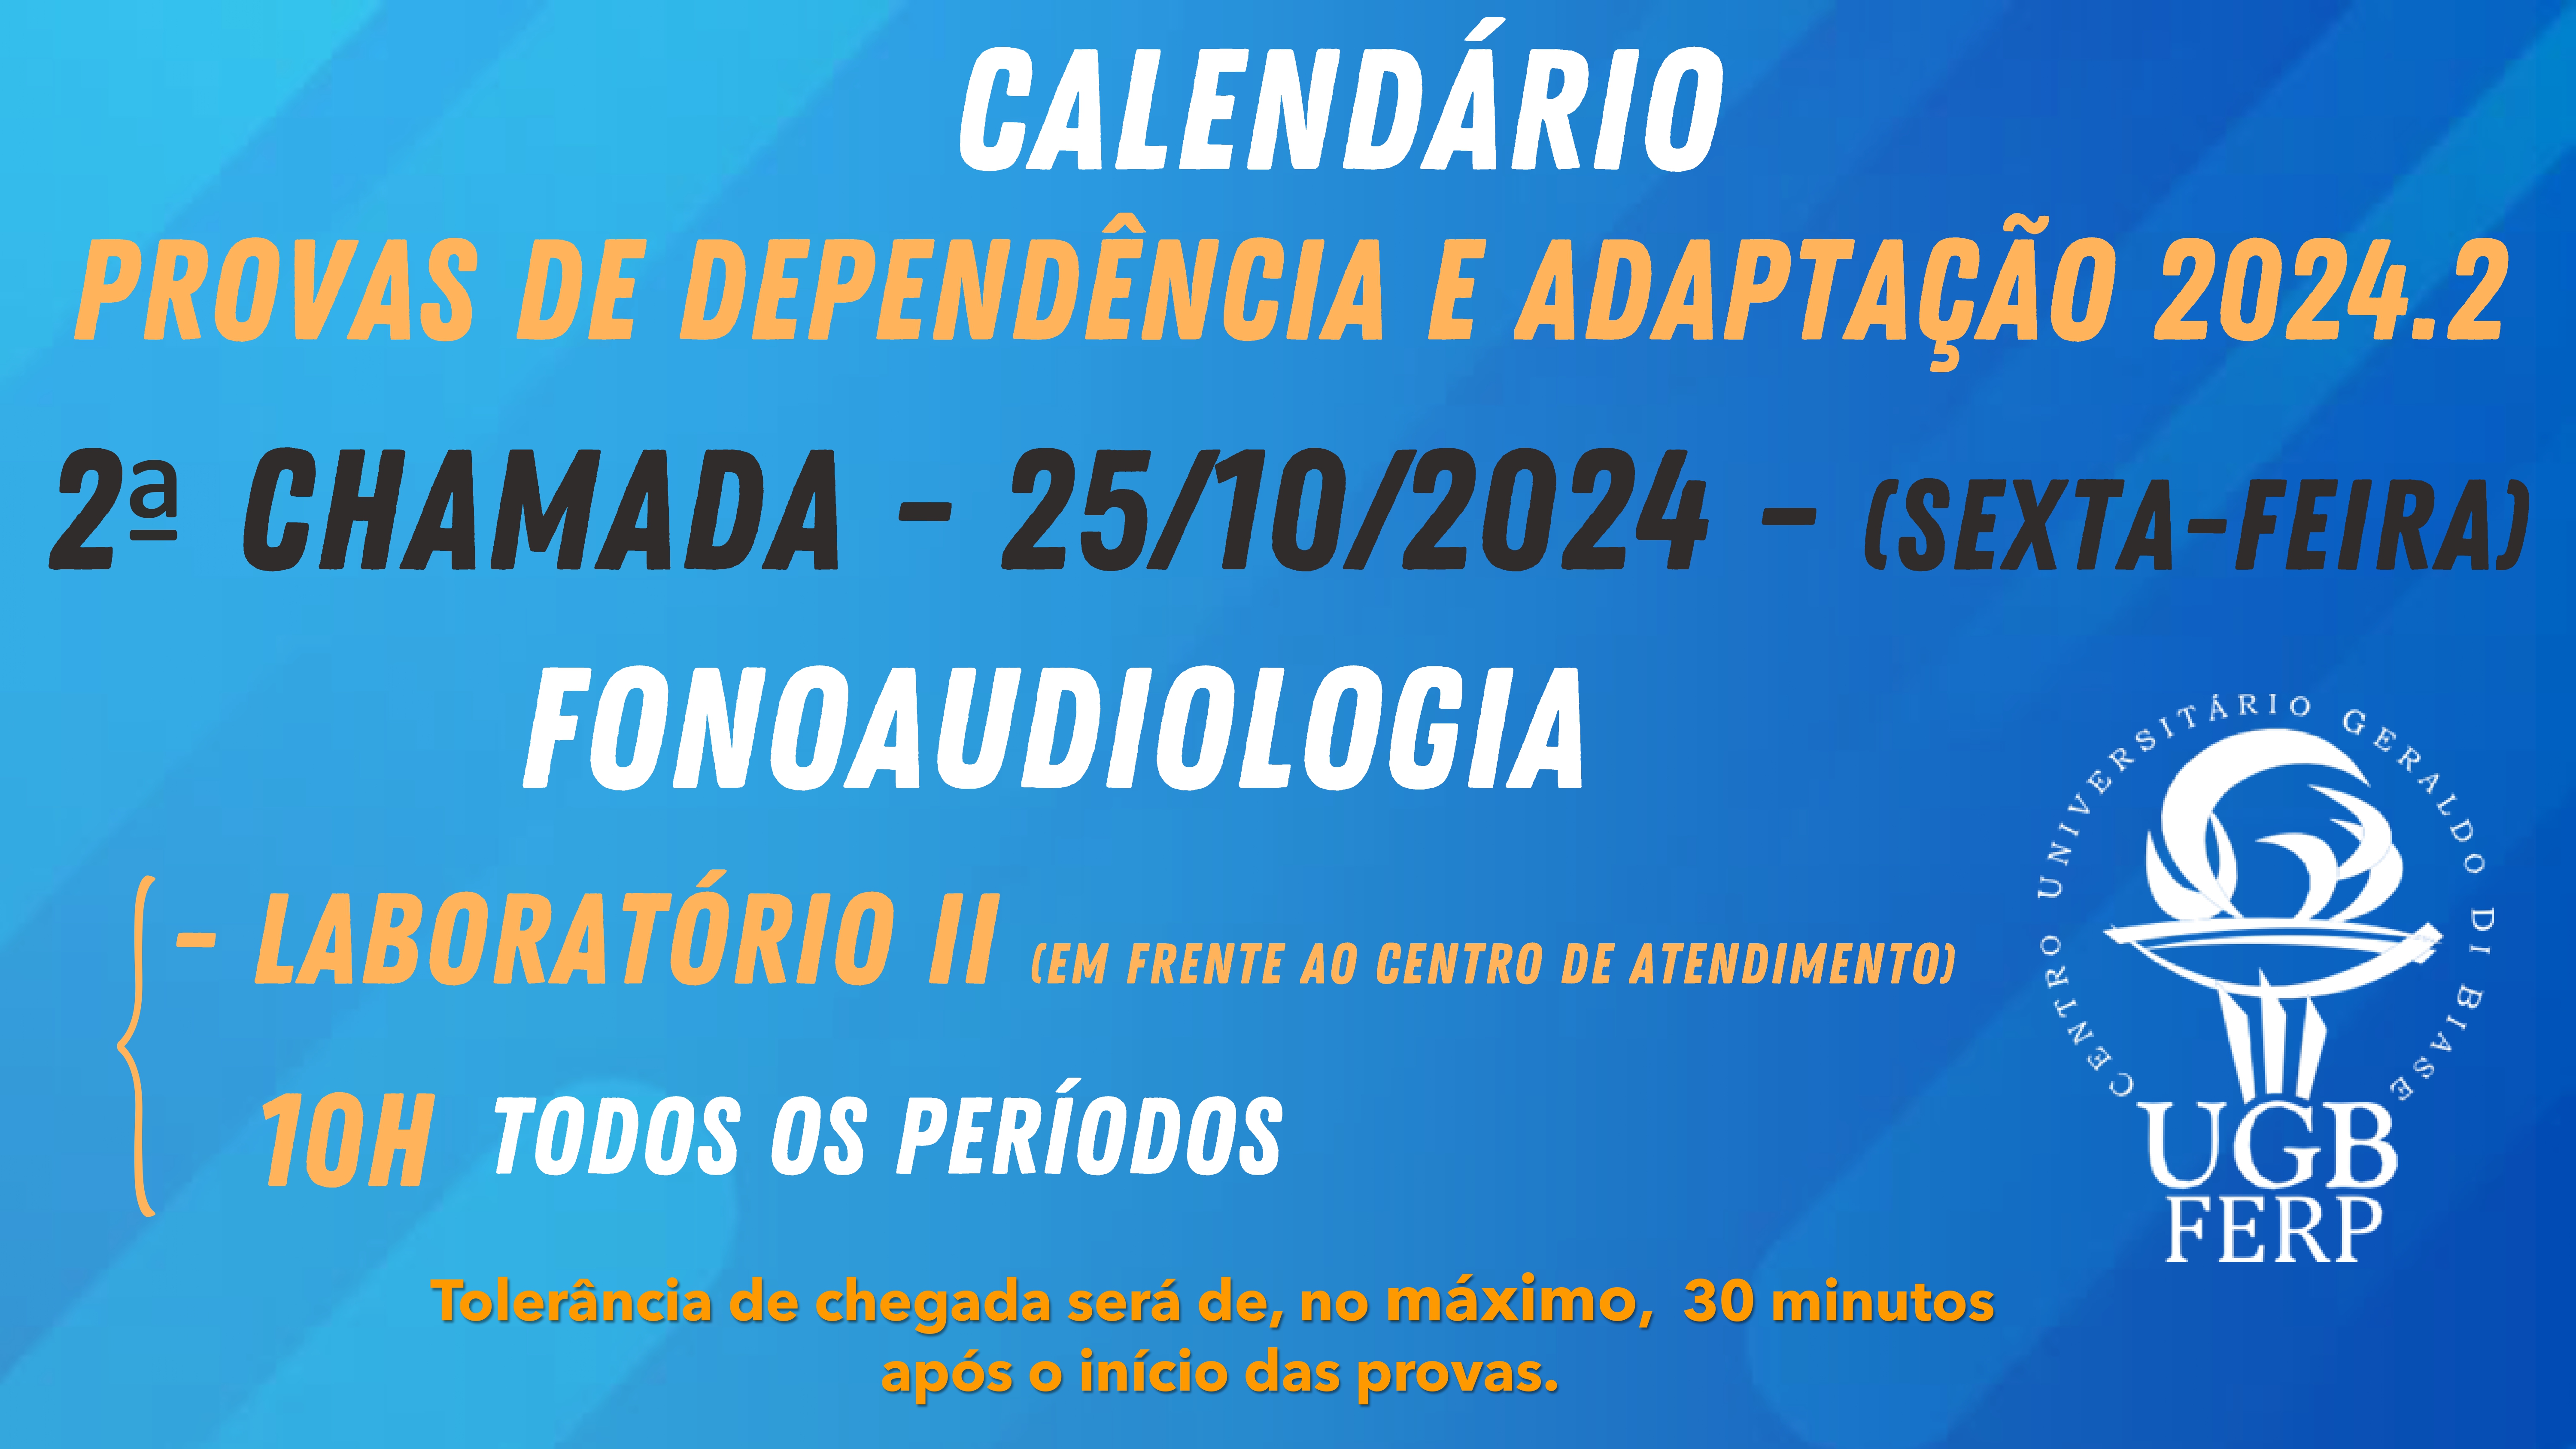 CALENDÁRIO
PROVAS DE DEPENDÊNCIA E ADAPTAÇÃO 2024.2
2ª CHAMADA - 25/10/2024 - (SEXTA-FEIRA)
FONOAUDIOLOGIA
- LABORATÓRIO II (EM FRENTE AO CENTRO DE ATENDIMENTO)
10H TODOS OS PERÍODOS
Tolerância de chegada será de, no máximo, 30 minutos
após o início das provas.
CENTRO UNIVERSITÁRIO GERALDO DI BIASE
UGB
FERP